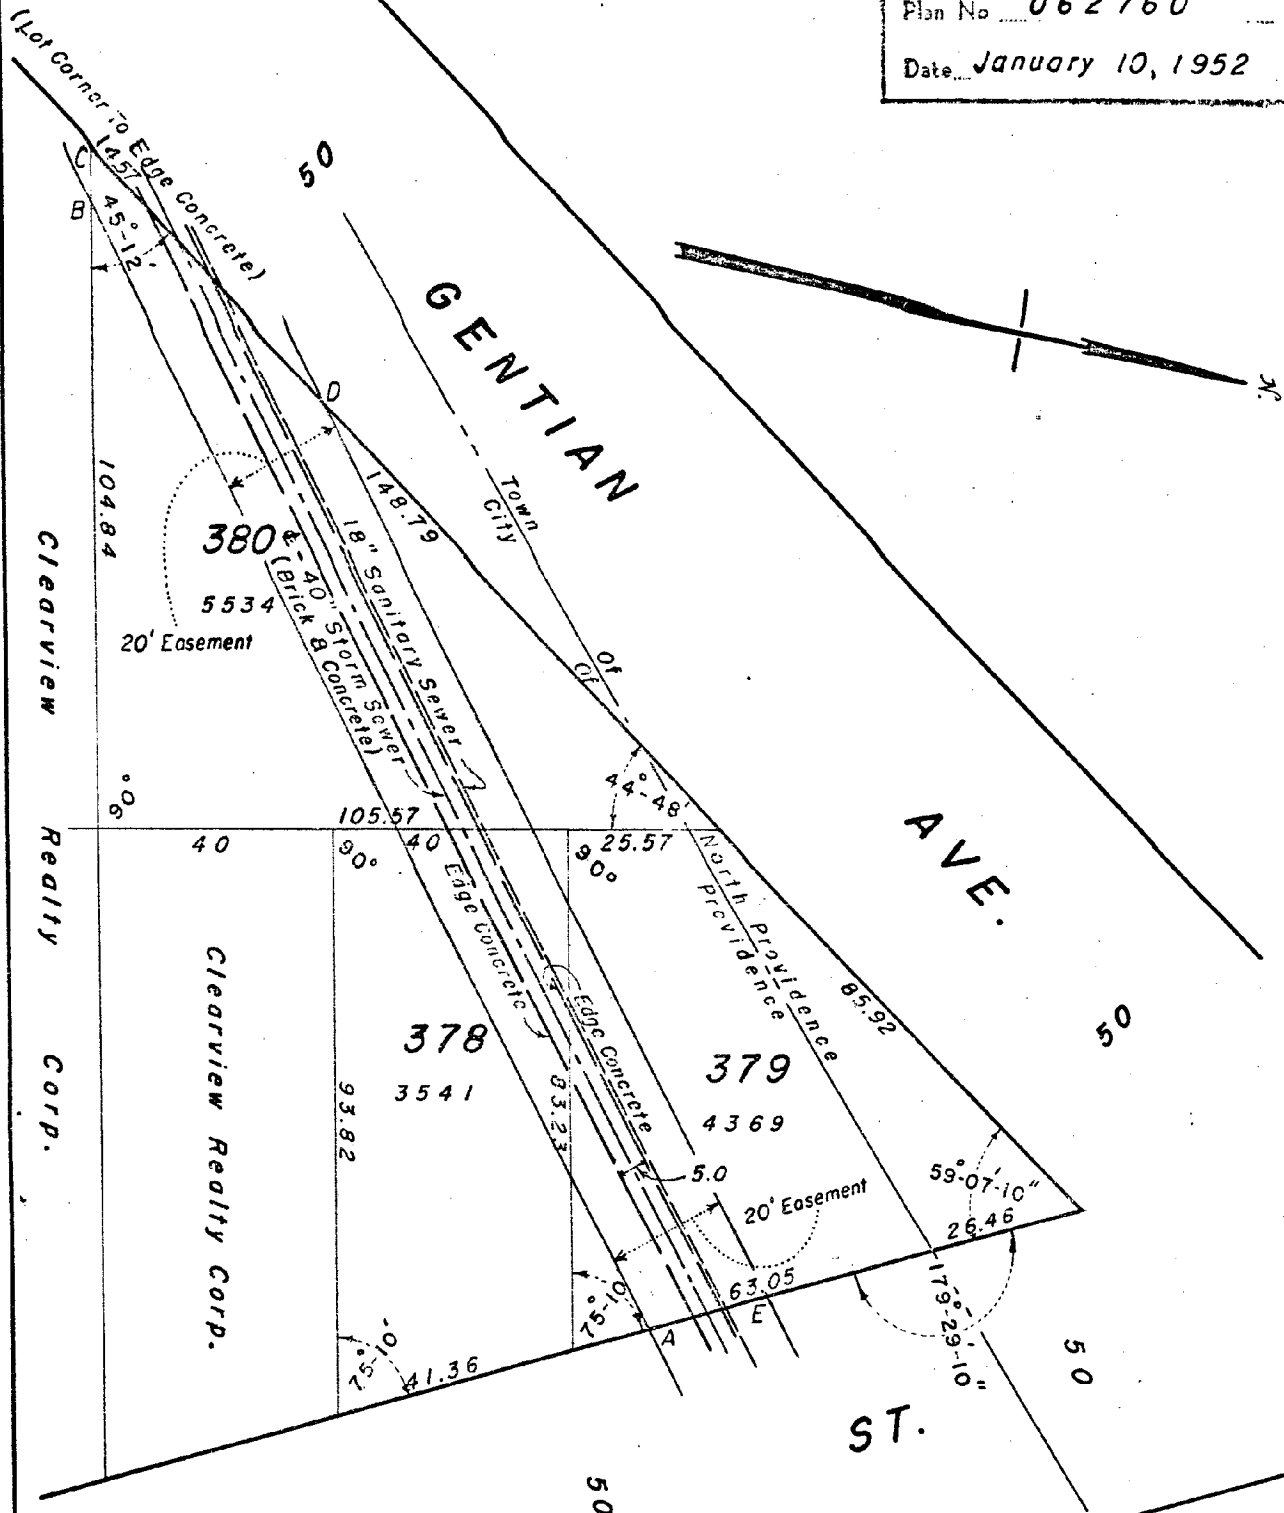 Plan No 062760
Date January 10, 1952
(Lot Corner To Edge Concrete)
C
14.57
B
45°-12'
50
GENTIAN
AVE.
50
N.
D
148.79
Town
City
Of
Of
North Providence
Providence
104.84
380
5534
20' Easement
18" Sanitary Sewer
℄-40" Storm Sewer
(Brick & Concrete)
Clearview Realty Corp.
90°
105.57
40
40
25.57
44°-48'
90°
90°
Edge Concrete
Edge Concrete
85.92
Clearview Realty Corp.
378
3541
379
4369
93.82
83.23
5.0
20' Easement
59°-07'-10"
26.46
63.05
E
A
75°-10'
75°-10'
41.36
179°-29'-10"
50
ST.
50